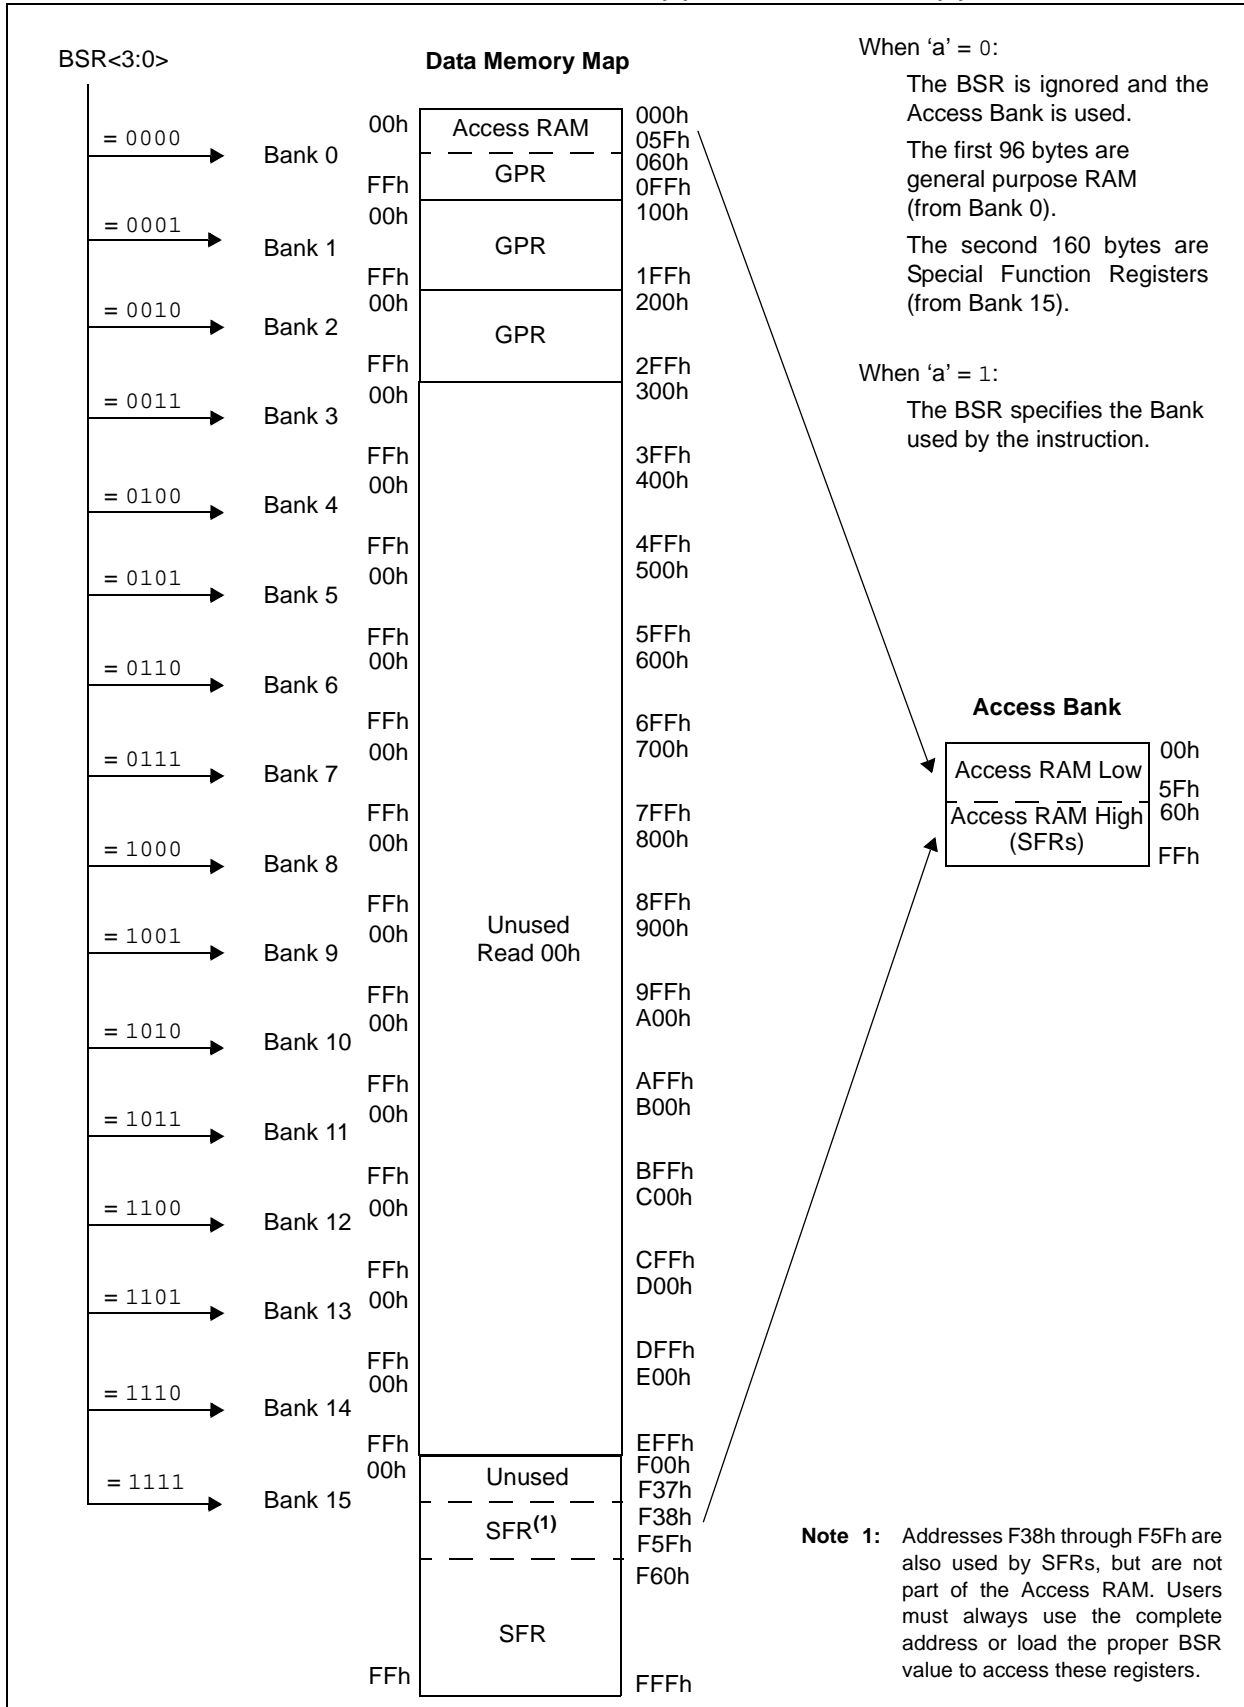 BSR<3:0>
Data Memory Map
When ‘a’ = 0:
The BSR is ignored and the
Access Bank is used.
The first 96 bytes are
general purpose RAM
(from Bank 0).
The second 160 bytes are
Special Function Registers
(from Bank 15).
When ‘a’ = 1:
The BSR specifies the Bank
used by the instruction.
= 0000
Bank 0
00h
FFh
Access RAM
GPR
000h
05Fh
060h
0FFh
= 0001
Bank 1
00h
FFh
GPR
100h
1FFh
= 0010
Bank 2
00h
FFh
GPR
200h
2FFh
= 0011
Bank 3
00h
FFh
300h
3FFh
= 0100
Bank 4
00h
FFh
400h
4FFh
= 0101
Bank 5
00h
FFh
500h
5FFh
= 0110
Bank 6
00h
FFh
600h
6FFh
= 0111
Bank 7
00h
FFh
700h
7FFh
= 1000
Bank 8
00h
FFh
800h
8FFh
= 1001
Bank 9
00h
FFh
Unused
Read 00h
900h
9FFh
= 1010
Bank 10
00h
FFh
A00h
AFFh
= 1011
Bank 11
00h
FFh
B00h
BFFh
= 1100
Bank 12
00h
FFh
C00h
CFFh
= 1101
Bank 13
00h
FFh
D00h
DFFh
= 1110
Bank 14
00h
FFh
E00h
EFFh
= 1111
Bank 15
00h
FFh
Unused
SFR(1)
SFR
F00h
F37h
F38h
F5Fh
F60h
FFFh
Access Bank
Access RAM Low
Access RAM High
(SFRs)
00h
5Fh
60h
FFh
Note 1: Addresses F38h through F5Fh are
also used by SFRs, but are not
part of the Access RAM. Users
must always use the complete
address or load the proper BSR
value to access these registers.